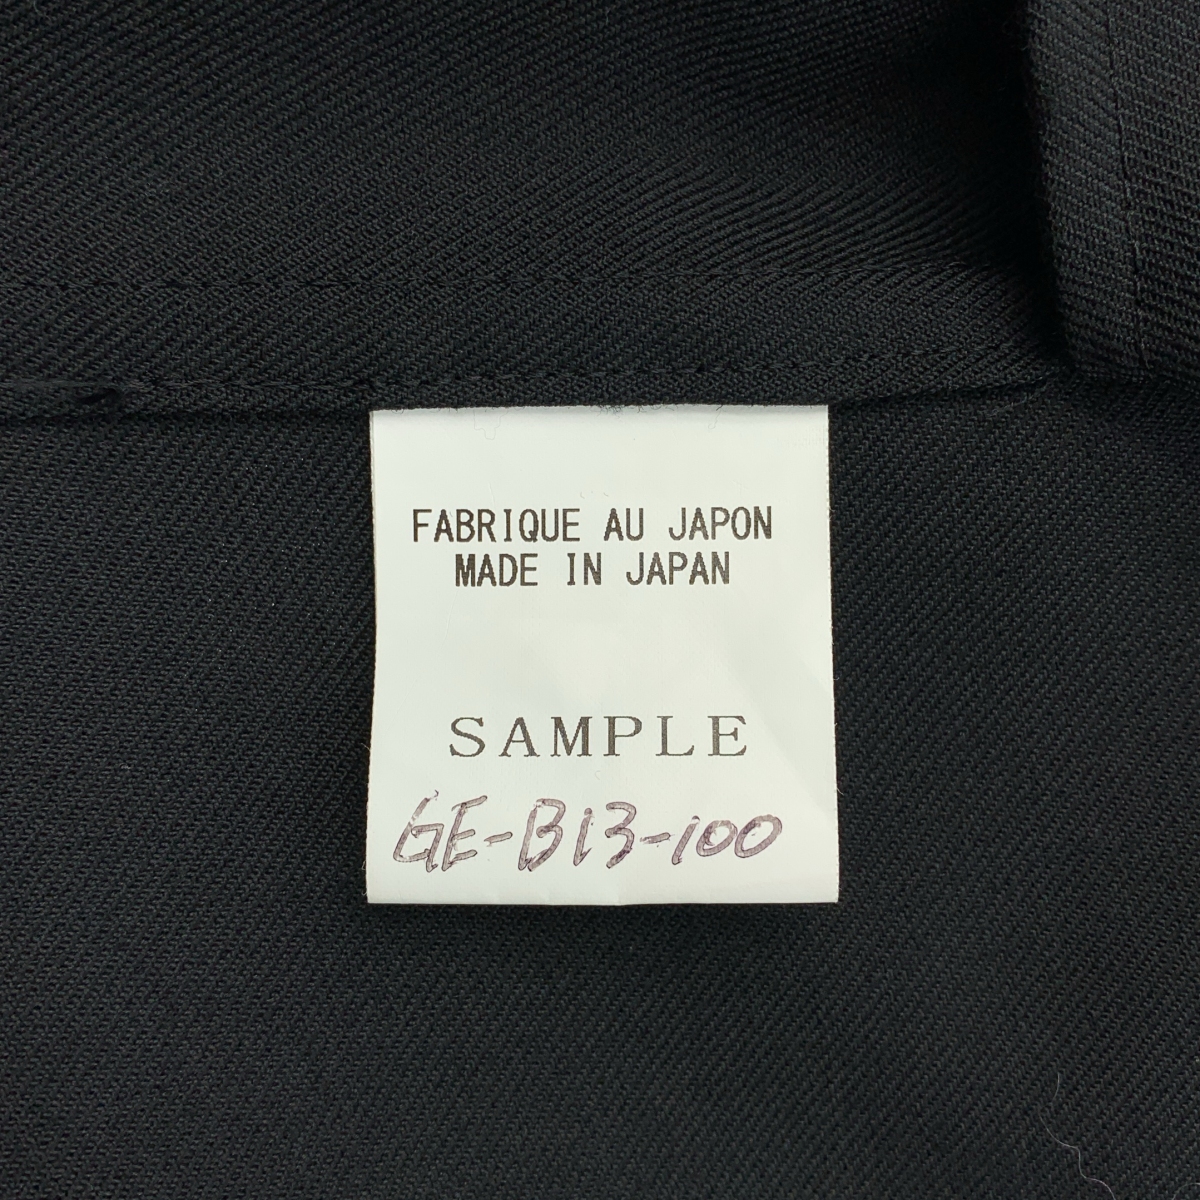 FABRIQUE AU JAPON
MADE IN JAPAN
SAMPLE
GE-B13-100